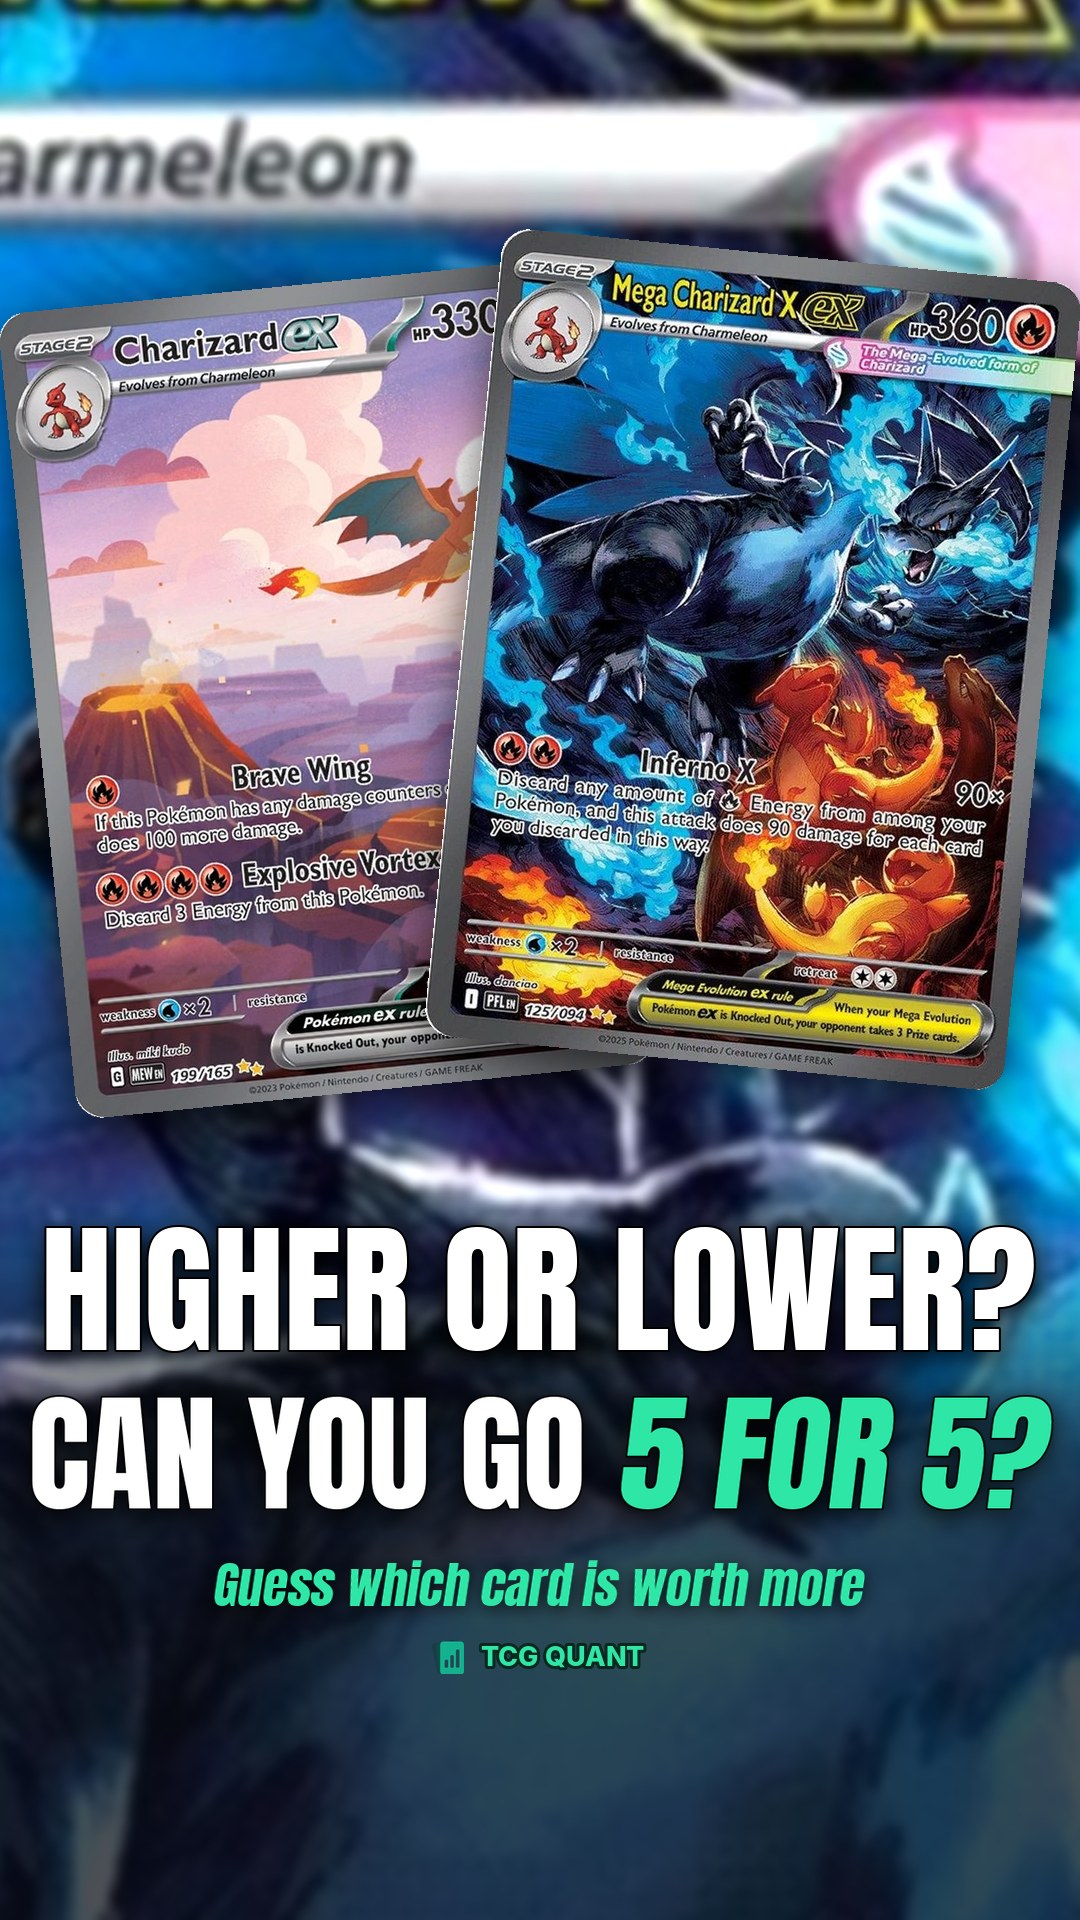 armeleon
STAGE2
Charizard ex
HP 330
Evolves from Charmeleon
Brave Wing
If this Pokémon has any damage counters
does 100 more damage.
Explosive Vortex
Discard 3 Energy from this Pokémon.
weakness ×2 resistance
Pokémon ex rule
is Knocked Out, your oppon
Illus. miki kudo
G MEW EN 199/165
©2023 Pokémon / Nintendo / Creatures / GAME FREAK
STAGE2
Mega Charizard X ex
HP 360
Evolves from Charmeleon
The Mega-Evolved form of
Charizard
Inferno X
90×
Discard any amount of Energy from among your
Pokémon, and this attack does 90 damage for each card
you discarded in this way.
weakness ×2 resistance
retreat
Illus. danciao
Mega Evolution ex rule
When your Mega Evolution
Pokémon ex is Knocked Out, your opponent takes 3 Prize cards.
I PFL EN 125/094
©2025 Pokémon / Nintendo / Creatures / GAME FREAK
HIGHER OR LOWER?
CAN YOU GO 5 FOR 5?
Guess which card is worth more
TCG QUANT